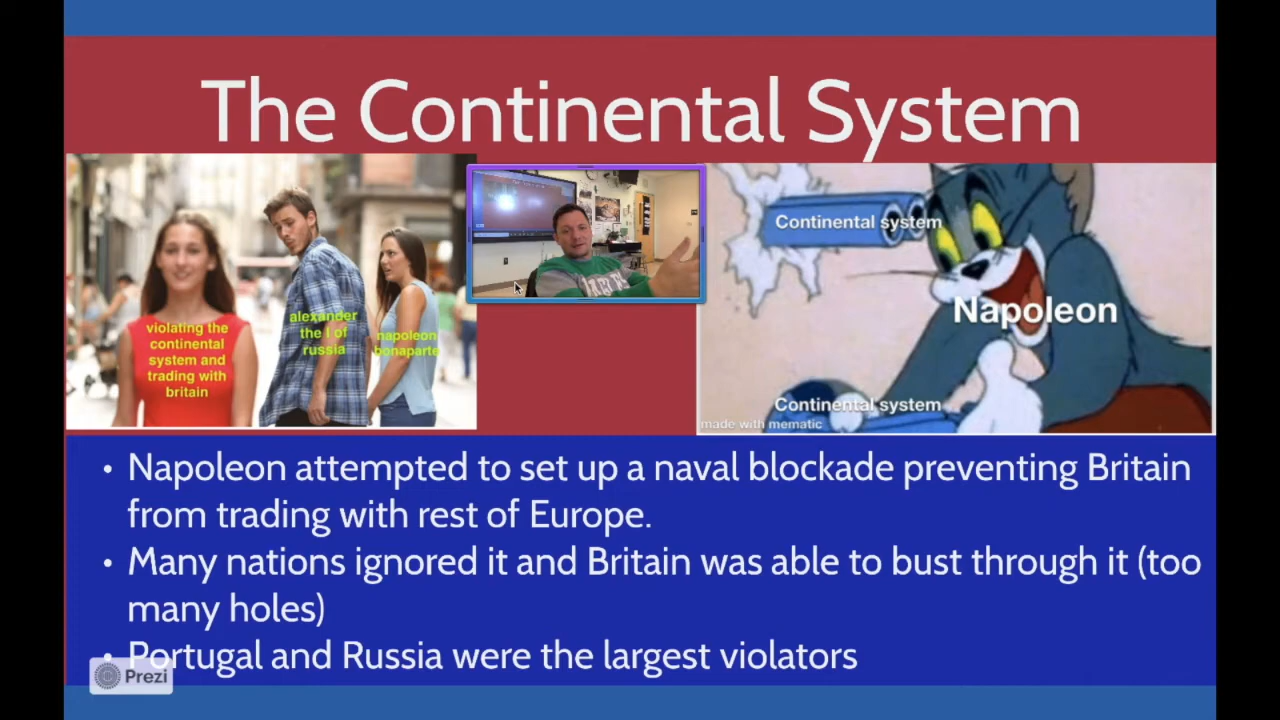 The Continental System
violating the
continental
system and
trading with
britain
alexander
the I of
russia
napoleon
bonaparte
Continental system
Napoleon
Continental system
made with mematic
• Napoleon attempted to set up a naval blockade preventing Britain
from trading with rest of Europe.
• Many nations ignored it and Britain was able to bust through it (too
many holes)
• Portugal and Russia were the largest violators
Prezi